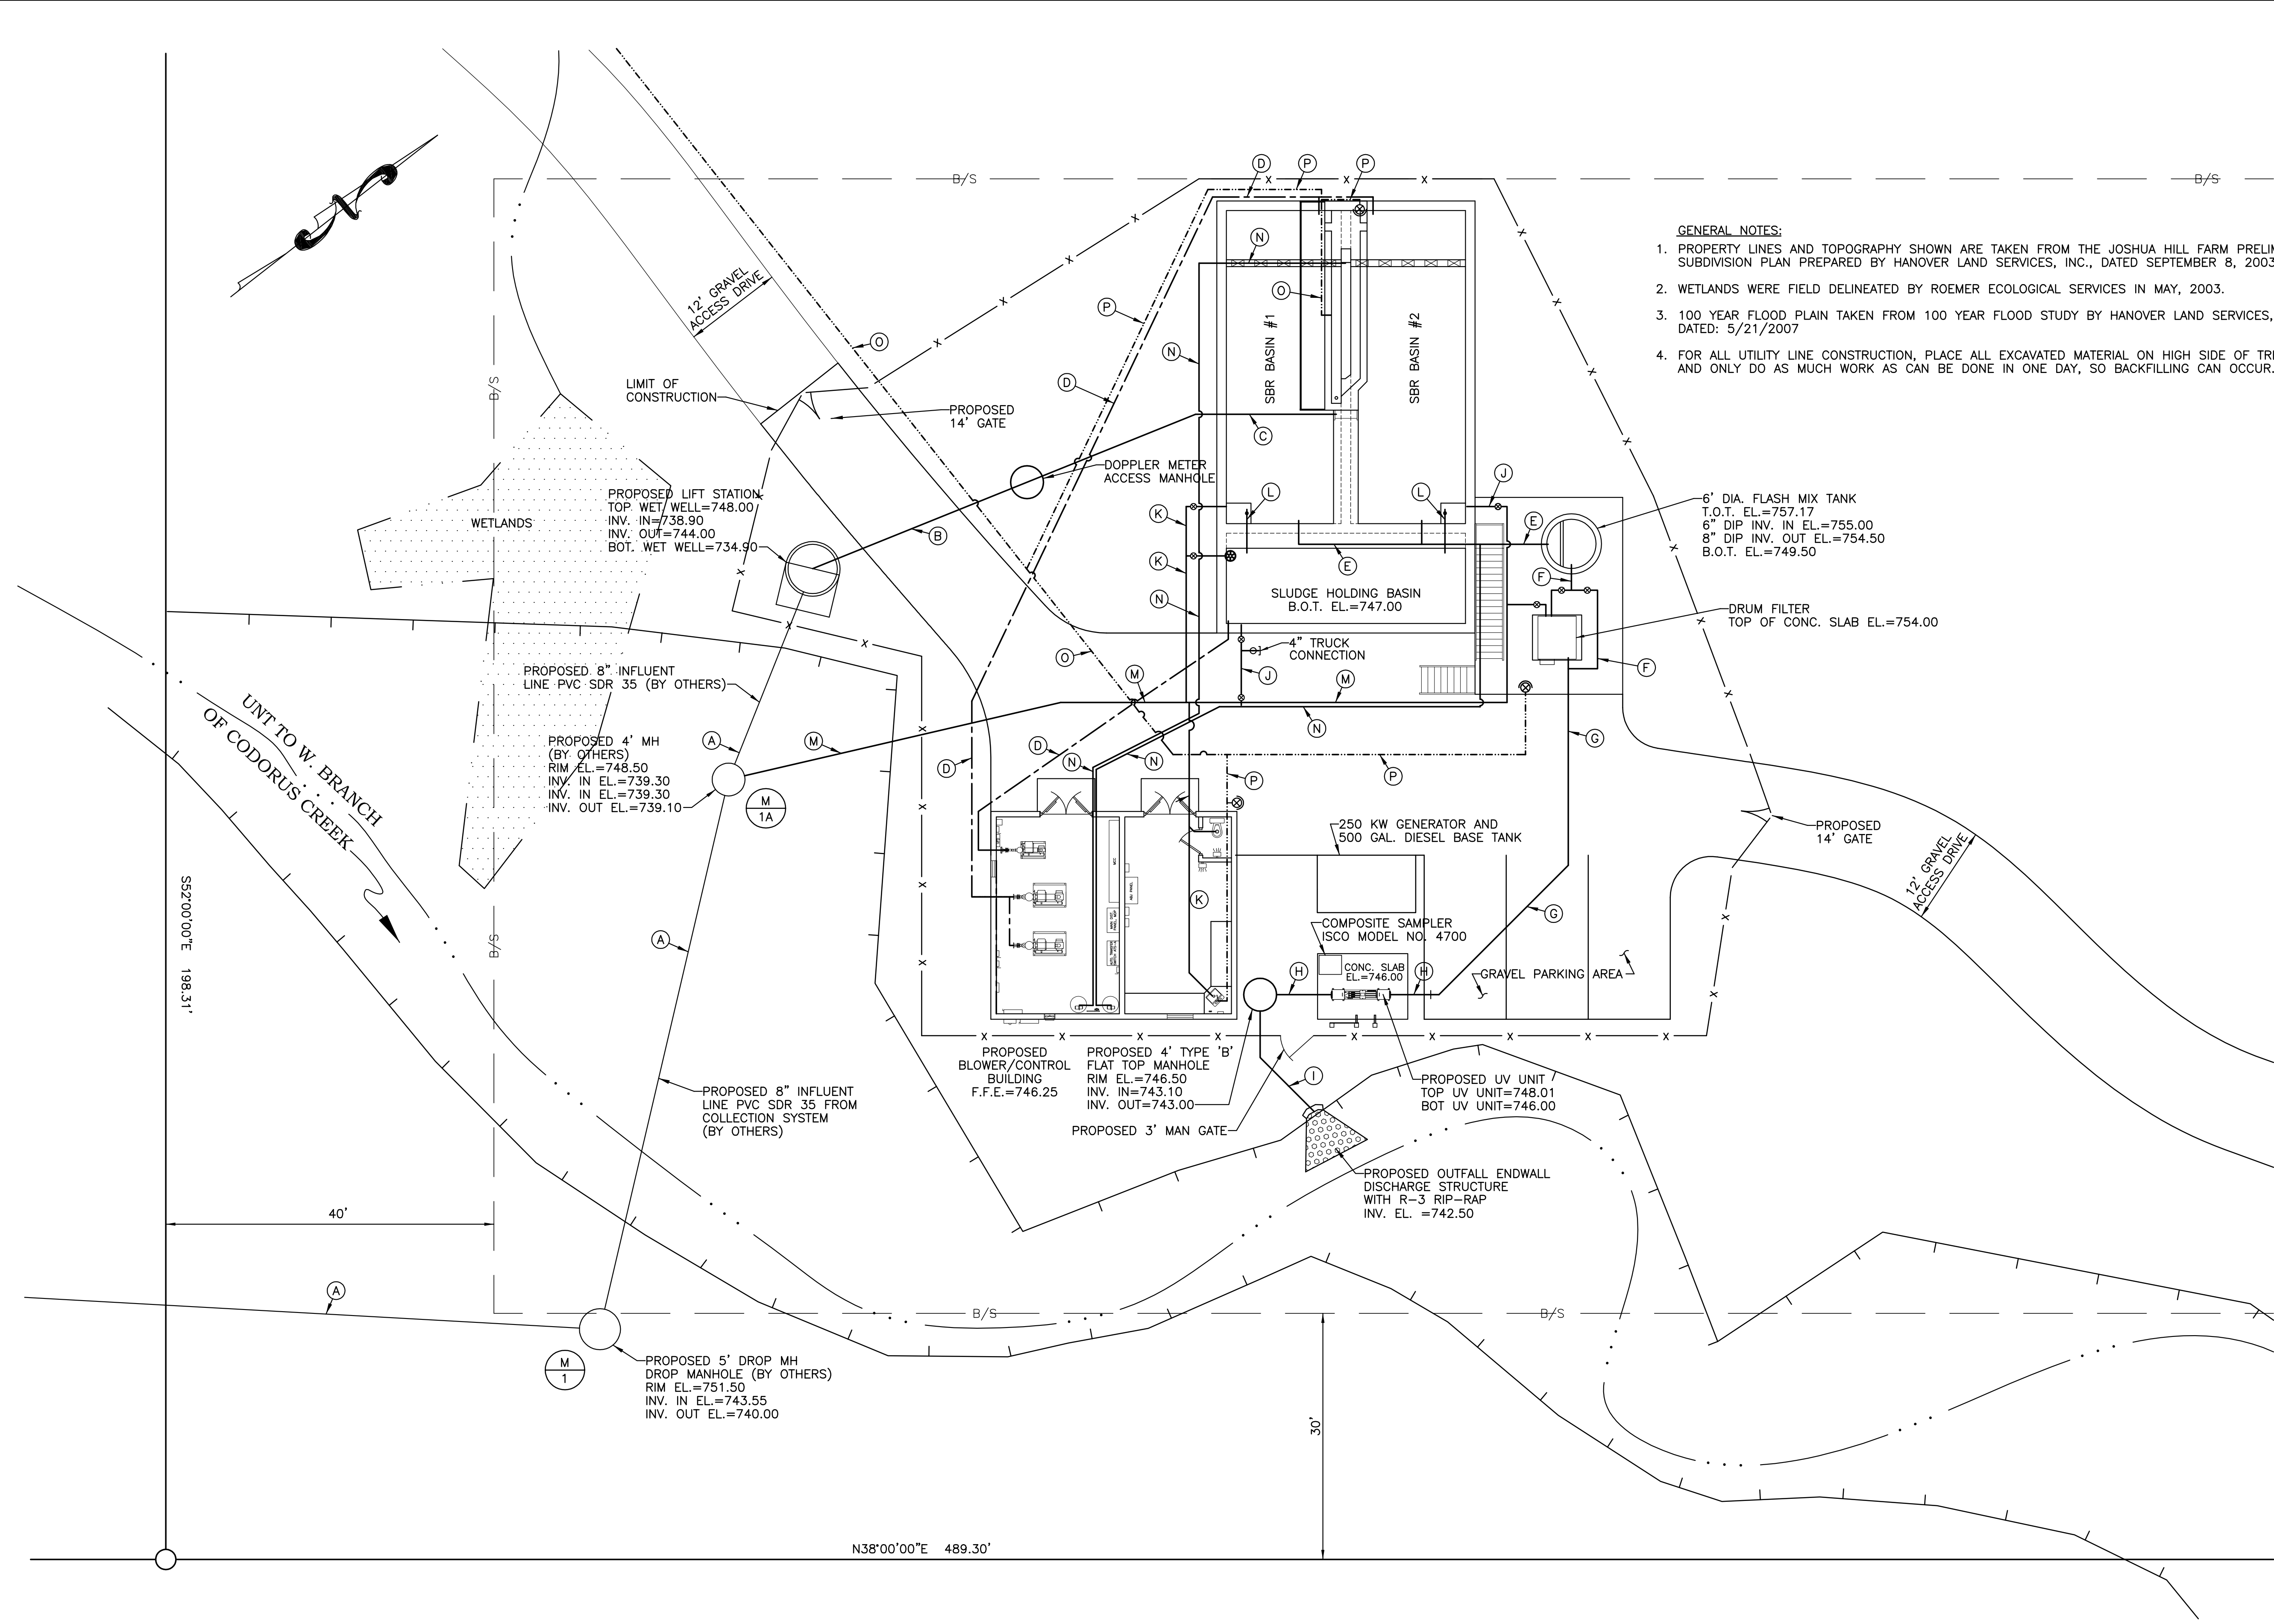 B/S
B/S
D
P
P
N
O
P
D
N
O
C
SBR BASIN #1
SBR BASIN #2
GENERAL NOTES:
1. PROPERTY LINES AND TOPOGRAPHY SHOWN ARE TAKEN FROM THE JOSHUA HILL FARM
SUBDIVISION PLAN PREPARED BY HANOVER LAND SERVICES, INC., DATED SEPTEMBER 8, 2003
2. WETLANDS WERE FIELD DELINEATED BY ROEMER ECOLOGICAL SERVICES IN MAY, 2003.
3. 100 YEAR FLOOD PLAIN TAKEN FROM 100 YEAR FLOOD STUDY BY HANOVER LAND SERVICES,
DATED: 5/21/2007
4. FOR ALL UTILITY LINE CONSTRUCTION, PLACE ALL EXCAVATED MATERIAL ON HIGH SIDE OF
AND ONLY DO AS MUCH WORK AS CAN BE DONE IN ONE DAY, SO BACKFILLING CAN OCCUR.
12' GRAVEL
ACCESS DRIVE
B/S
LIMIT OF
CONSTRUCTION
PROPOSED
14' GATE
DOPPLER METER
ACCESS MANHOLE
PROPOSED LIFT STATION
TOP WET WELL=748.00
INV. IN=738.90
INV. OUT=744.00
BOT. WET WELL=734.90
WETLANDS
B
K
K
L
L
J
E
E
N
F
F
6' DIA. FLASH MIX TANK
T.O.T. EL.=757.17
6" DIP INV. IN EL.=755.00
8" DIP INV. OUT EL.=754.50
B.O.T. EL.=749.50
SLUDGE HOLDING BASIN
B.O.T. EL.=747.00
DRUM FILTER
TOP OF CONC. SLAB EL.=754.00
4" TRUCK
CONNECTION
O
M
J
M
N
PROPOSED 8" INFLUENT
LINE PVC SDR 35 (BY OTHERS)
UNT TO W. BRANCH
OF CODORUS CREEK
PROPOSED 4' MH
(BY OTHERS)
RIM EL.=748.50
INV. IN EL.=739.30
INV. IN EL.=739.30
INV. OUT EL.=739.10
A
M
M
1A
D
D
N
N
P
P
G
250 KW GENERATOR AND
500 GAL. DIESEL BASE TANK
PROPOSED
14' GATE
12' GRAVEL
ACCESS DRIVE
MCC
K
G
COMPOSITE SAMPLER
ISCO MODEL NO. 4700
CONC. SLAB
EL.=746.00
H
H
GRAVEL PARKING AREA
S52°00'00"E 198.31'
B/S
A
PROPOSED
BLOWER/CONTROL
BUILDING
F.F.E.=746.25
PROPOSED 4' TYPE 'B'
FLAT TOP MANHOLE
RIM EL.=746.50
INV. IN=743.10
INV. OUT=743.00
PROPOSED 3' MAN GATE
I
PROPOSED UV UNIT
TOP UV UNIT=748.01
BOT UV UNIT=746.00
PROPOSED 8" INFLUENT
LINE PVC SDR 35 FROM
COLLECTION SYSTEM
(BY OTHERS)
PROPOSED OUTFALL ENDWALL
DISCHARGE STRUCTURE
WITH R-3 RIP-RAP
INV. EL. =742.50
40'
A
B/S
B/S
M
1
PROPOSED 5' DROP MH
DROP MANHOLE (BY OTHERS)
RIM EL.=751.50
INV. IN EL.=743.55
INV. OUT EL.=740.00
30'
N38°00'00"E 489.30'